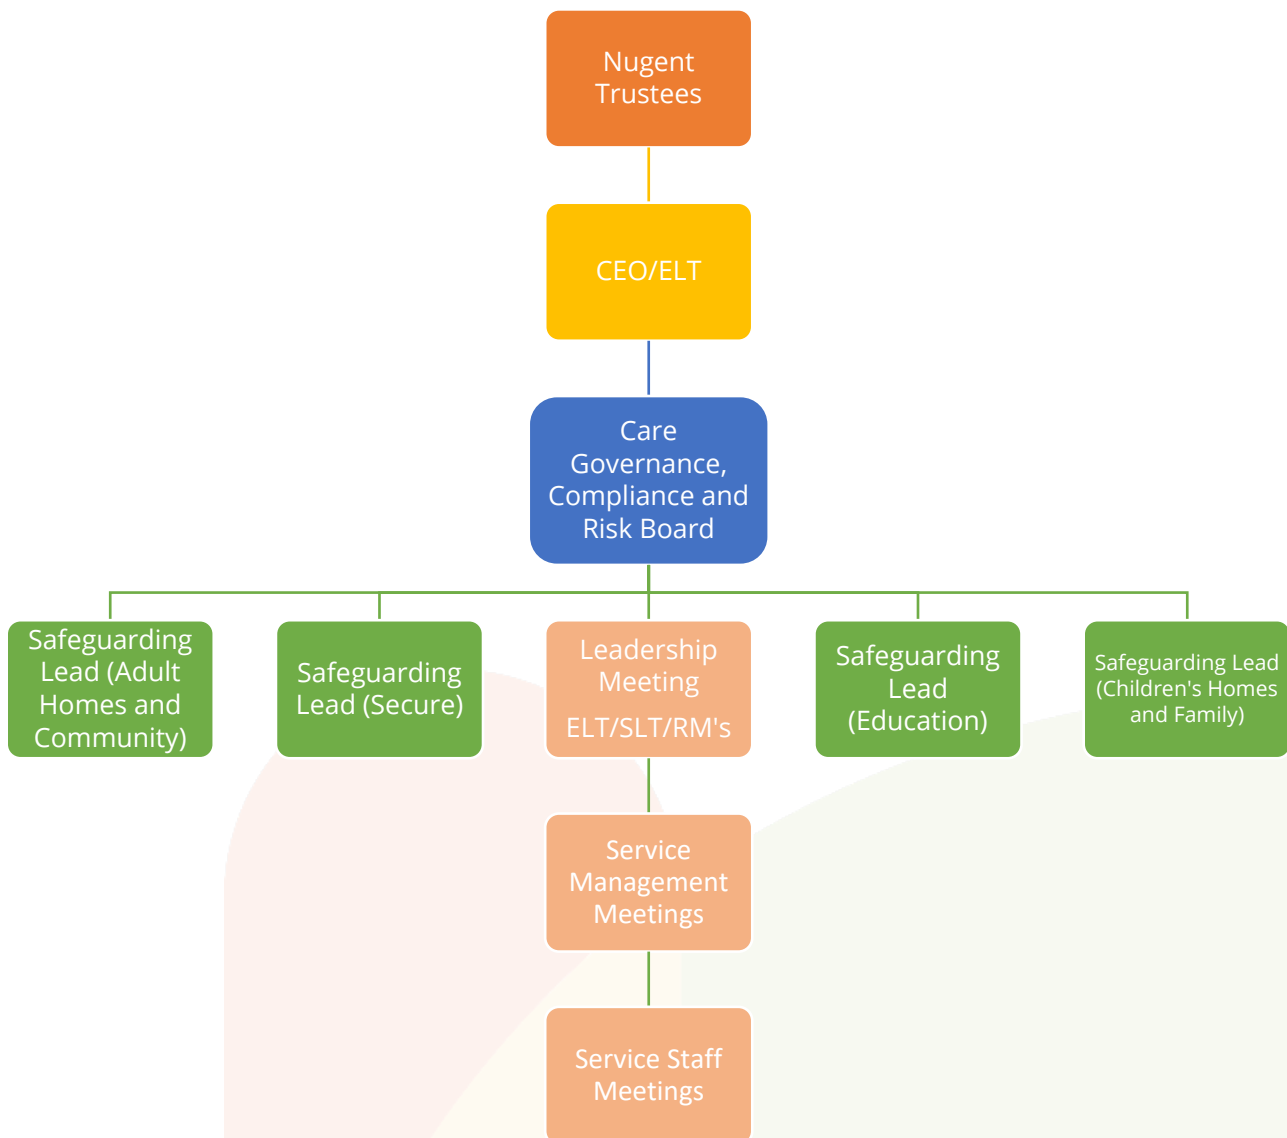 Nugent
Trustees
CEO/ELT
Care
Governance,
Compliance and
Risk Board
Safeguarding
Lead (Adult
Homes and
Community)
Safeguarding
Lead (Secure)
Leadership
Meeting
ELT/SLT/RM's
Safeguarding
Lead
(Education)
Safeguarding Lead
(Children's Homes
and Family)
Service
Management
Meetings
Service Staff
Meetings